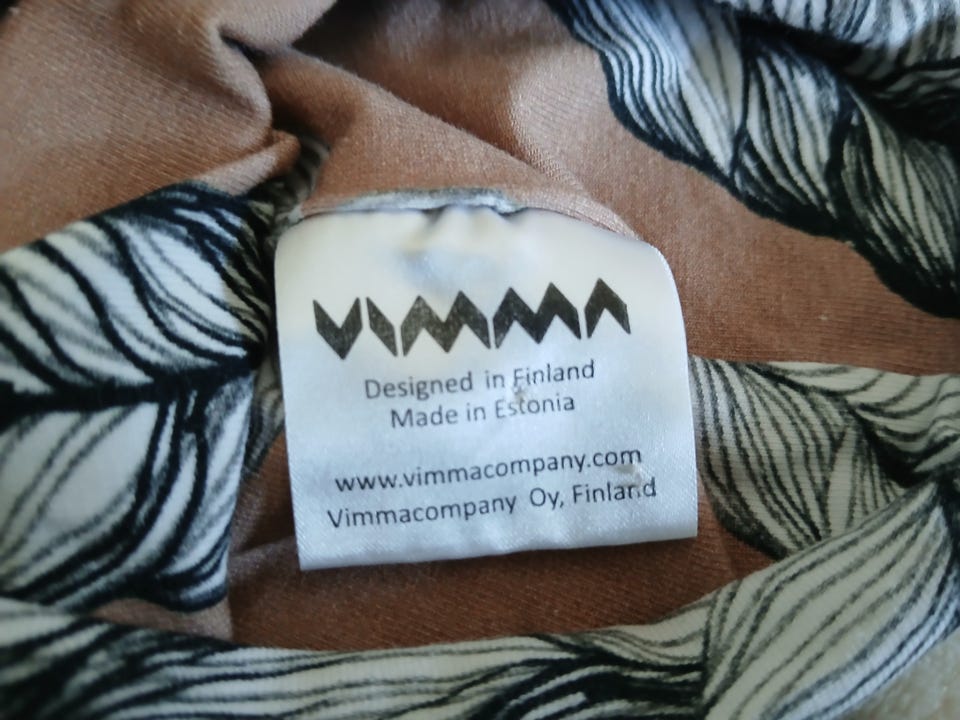 VIMMA
Designed in Finland
Made in Estonia
www.vimmacompany.com
Vimmacompany Oy, Finland